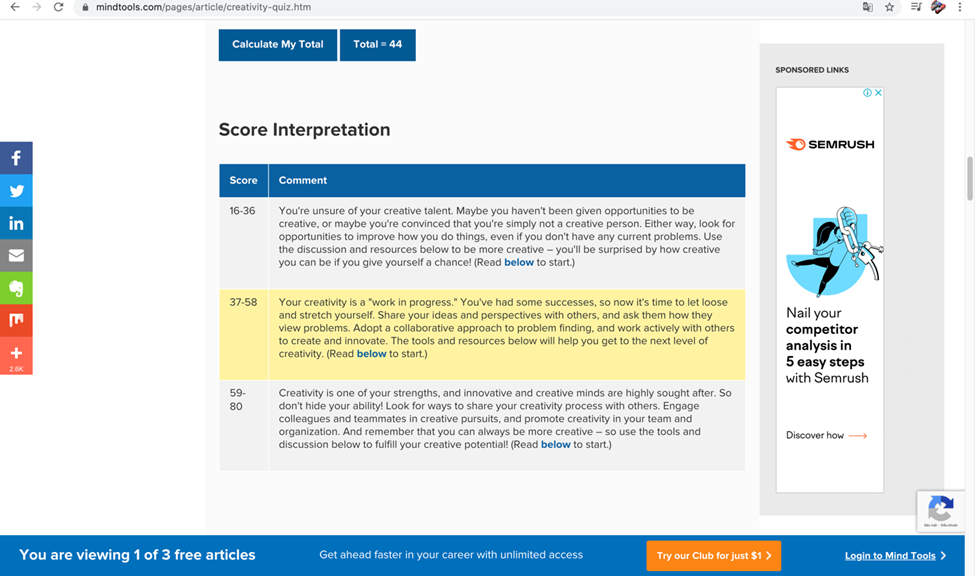 mindtools.com/pages/article/creativity-quiz.htm
Calculate My Total
Total = 44
SPONSORED LINKS
Score Interpretation
Score
Comment
16-36
You're unsure of your creative talent. Maybe you haven't been given opportunities to be
creative, or maybe you're convinced that you're simply not a creative person. Either way, look for
opportunities to improve how you do things, even if you don't have any current problems. Use
the discussion and resources below to be more creative – you'll be surprised by how creative
you can be if you give yourself a chance! (Read below to start.)
37-58
Your creativity is a "work in progress." You've had some successes, so now it's time to let loose
and stretch yourself. Share your ideas and perspectives with others, and ask them how they
view problems. Adopt a collaborative approach to problem finding, and work actively with others
to create and innovate. The tools and resources below will help you get to the next level of
creativity. (Read below to start.)
59-
80
Creativity is one of your strengths, and innovative and creative minds are highly sought after. So
don't hide your ability! Look for ways to share your creativity process with others. Engage
colleagues and teammates in creative pursuits, and promote creativity in your team and
organization. And remember that you can always be more creative – so use the tools and
discussion below to fulfill your creative potential! (Read below to start.)
2.6K
SEMRUSH
Nail your
competitor
analysis in
5 easy steps
with Semrush
Discover how
You are viewing 1 of 3 free articles
Get ahead faster in your career with unlimited access
Try our Club for just $1
Login to Mind Tools